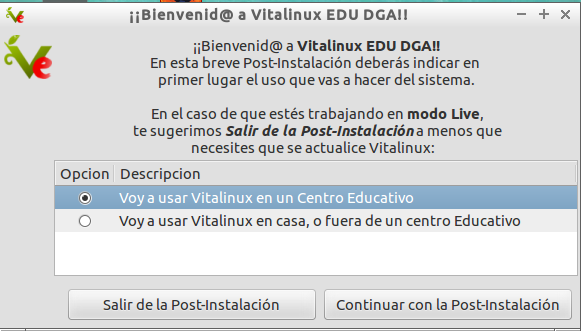 ¡¡Bienvenid@ a Vitalinux EDU DGA!!
¡¡Bienvenid@ a Vitalinux EDU DGA!!
En esta breve Post-Instalación deberás indicar en
primer lugar el uso que vas a hacer del sistema.
En el caso de que estés trabajando en modo Live,
te sugerimos Salir de la Post-Instalación a menos que
necesites que se actualice Vitalinux:
Opcion Descripcion
Voy a usar Vitalinux en un Centro Educativo
Voy a usar Vitalinux en casa, o fuera de un centro Educativo
Salir de la Post-Instalación Continuar con la Post-Instalación